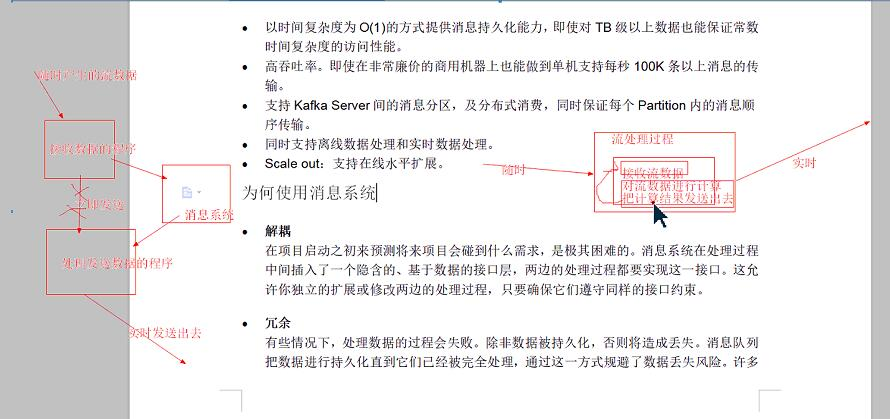 以时间复杂度为 O(1)的方式提供消息持久化能力，即使对 TB 级以上数据也能保证常数
时间复杂度的访问性能。
高吞吐率。即使在非常廉价的商用机器上也能做到单机支持每秒 100K 条以上消息的传
输。
支持 Kafka Server 间的消息分区，及分布式消费，同时保证每个 Partition 内的消息顺
序传输。
同时支持离线数据处理和实时数据处理。
Scale out：支持在线水平扩展。
为何使用消息系统
解耦
在项目启动之初来预测将来项目会碰到什么需求，是极其困难的。消息系统在处理过程
中间插入了一个隐含的、基于数据的接口层，两边的处理过程都要实现这一接口。这允
许你独立的扩展或修改两边的处理过程，只要确保它们遵守同样的接口约束。
冗余
有些情况下，处理数据的过程会失败。除非数据被持久化，否则将造成丢失。消息队列
把数据进行持久化直到它们已经被完全处理，通过这一方式规避了数据丢失风险。许多
随时产生的流数据
接收数据的程序
立即发送
消息系统
处理发送数据的程序
实时发送出去
随时
流处理过程
接收流数据
对流数据进行计算
把计算结果发送出去
实时